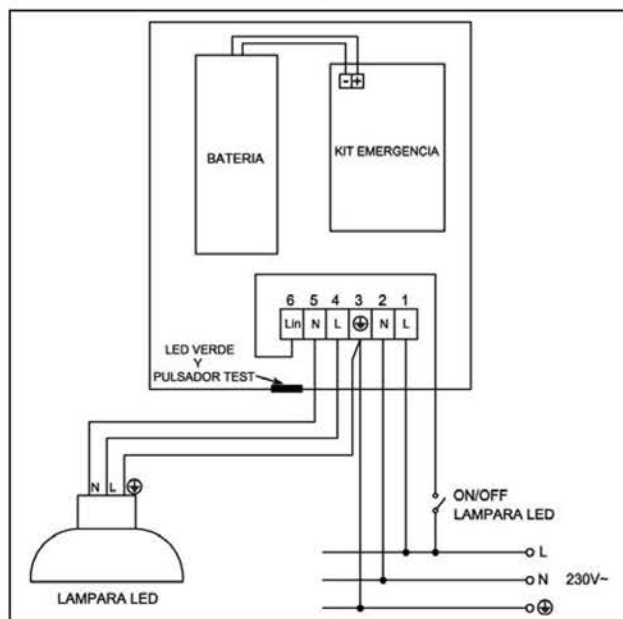 - +
BATERIA
KIT EMERGENCIA
6 5 4 3 2 1
Lin N L N L
LED VERDE
Y
PULSADOR TEST
N L
ON/OFF
LAMPARA LED
L
N 230V~
LAMPARA LED